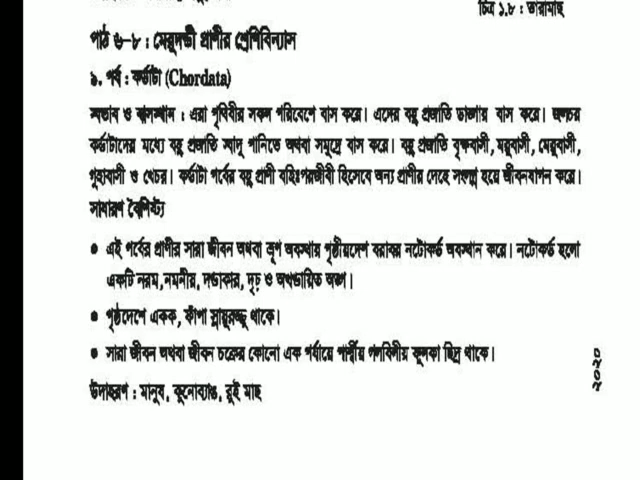 চিত্র ১.৮ : তারামাছ
পাঠ ৬–৮ : মেরুদণ্ডী প্রাণীর শ্রেণিবিন্যাস
৯. পর্ব : কর্ডাটা (Chordata)
স্বভাব ও বাসস্থান : এরা পৃথিবীর সকল পরিবেশে বাস করে। এদের বহু প্রজাতি ডাঙায় বাস করে। জলচর
কর্ডাটাদের মধ্যে বহু প্রজাতি স্বাদু পানিতে অথবা সমুদ্রে বাস করে। বহু প্রজাতি বৃক্ষবাসী, মরুবাসী, মেরুবাসী,
গুহাবাসী ও খেচর। কর্ডাটা পর্বের বহু প্রাণী বহিঃপরজীবী হিসেবে অন্য প্রাণীর দেহে সংলগ্ন হয়ে জীবনযাপন করে।
সাধারণ বৈশিষ্ট্য
• এই পর্বের প্রাণীর সারা জীবন অথবা ভ্রূণ অবস্থায় পৃষ্ঠীয়দেশ বরাবর নটোকর্ড অবস্থান করে। নটোকর্ড হলো
একটি নরম, নমনীয়, দণ্ডাকার, দৃঢ় ও অখণ্ডায়িত অঙ্গ।
• পৃষ্ঠদেশে একক, ফাঁপা স্নায়ুরজ্জু থাকে।
• সারা জীবন অথবা জীবন চক্রের কোনো এক পর্যায়ে পার্শ্বীয় গলবিলীয় ফুলকা ছিদ্র থাকে।
উদাহরণ : মানুষ, কুনোব্যাঙ, রুই মাছ
২০২০